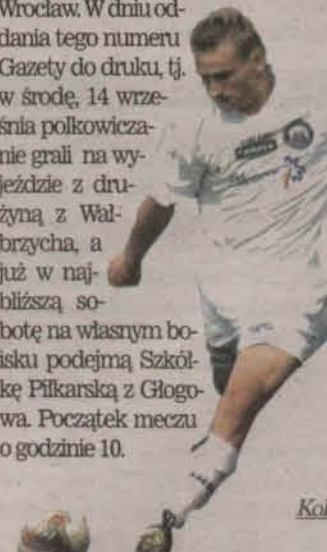 Wrocław. W dniu od-
dania tego numeru
Gazety do druku, tj.
w środę, 14 wrze-
śnia polkowicza-
nie grali na wy-
jeździe z dru-
żyną z Wał-
brzycha, a
już w naj-
bliższą so-
botę na własnym bo-
isku podejmą Szkół-
kę Piłkarską z Głogo-
wa. Początek meczu
o godzinie 10.